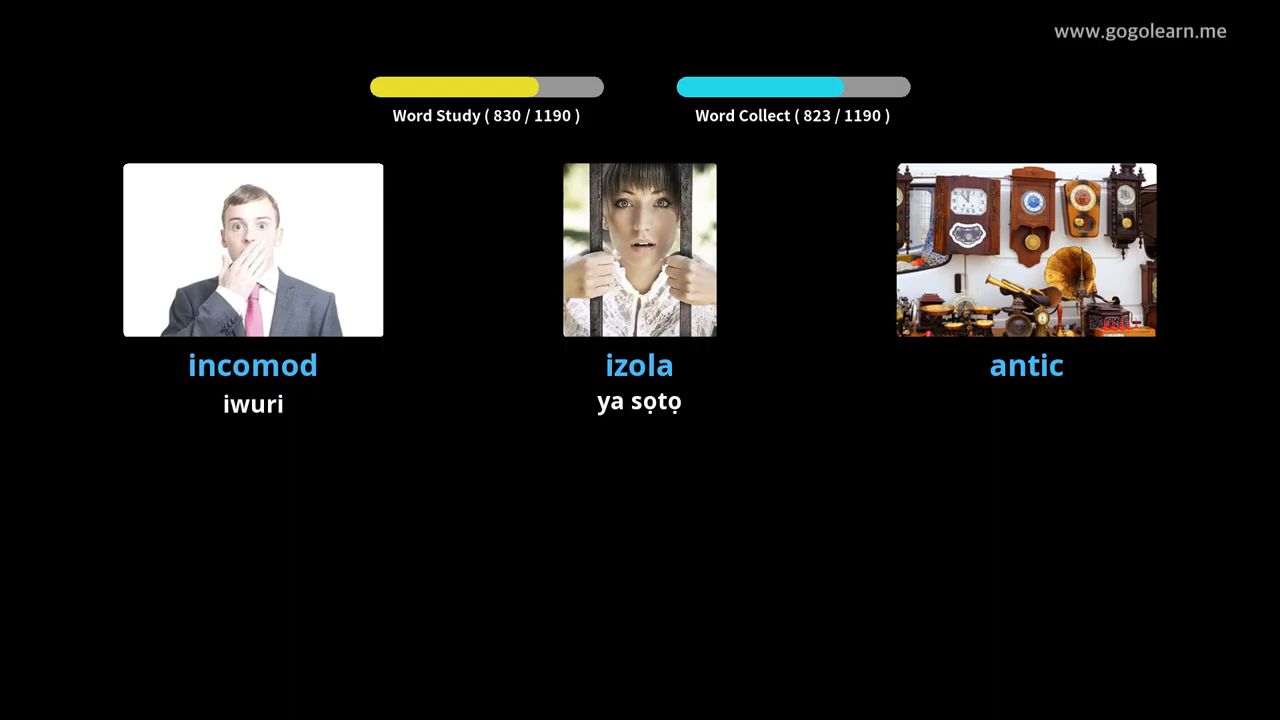 www.gogolearn.me
Word Study ( 830 / 1190 )
Word Collect ( 823 / 1190 )
incomod
iwuri
izola
ya sọtọ
antic